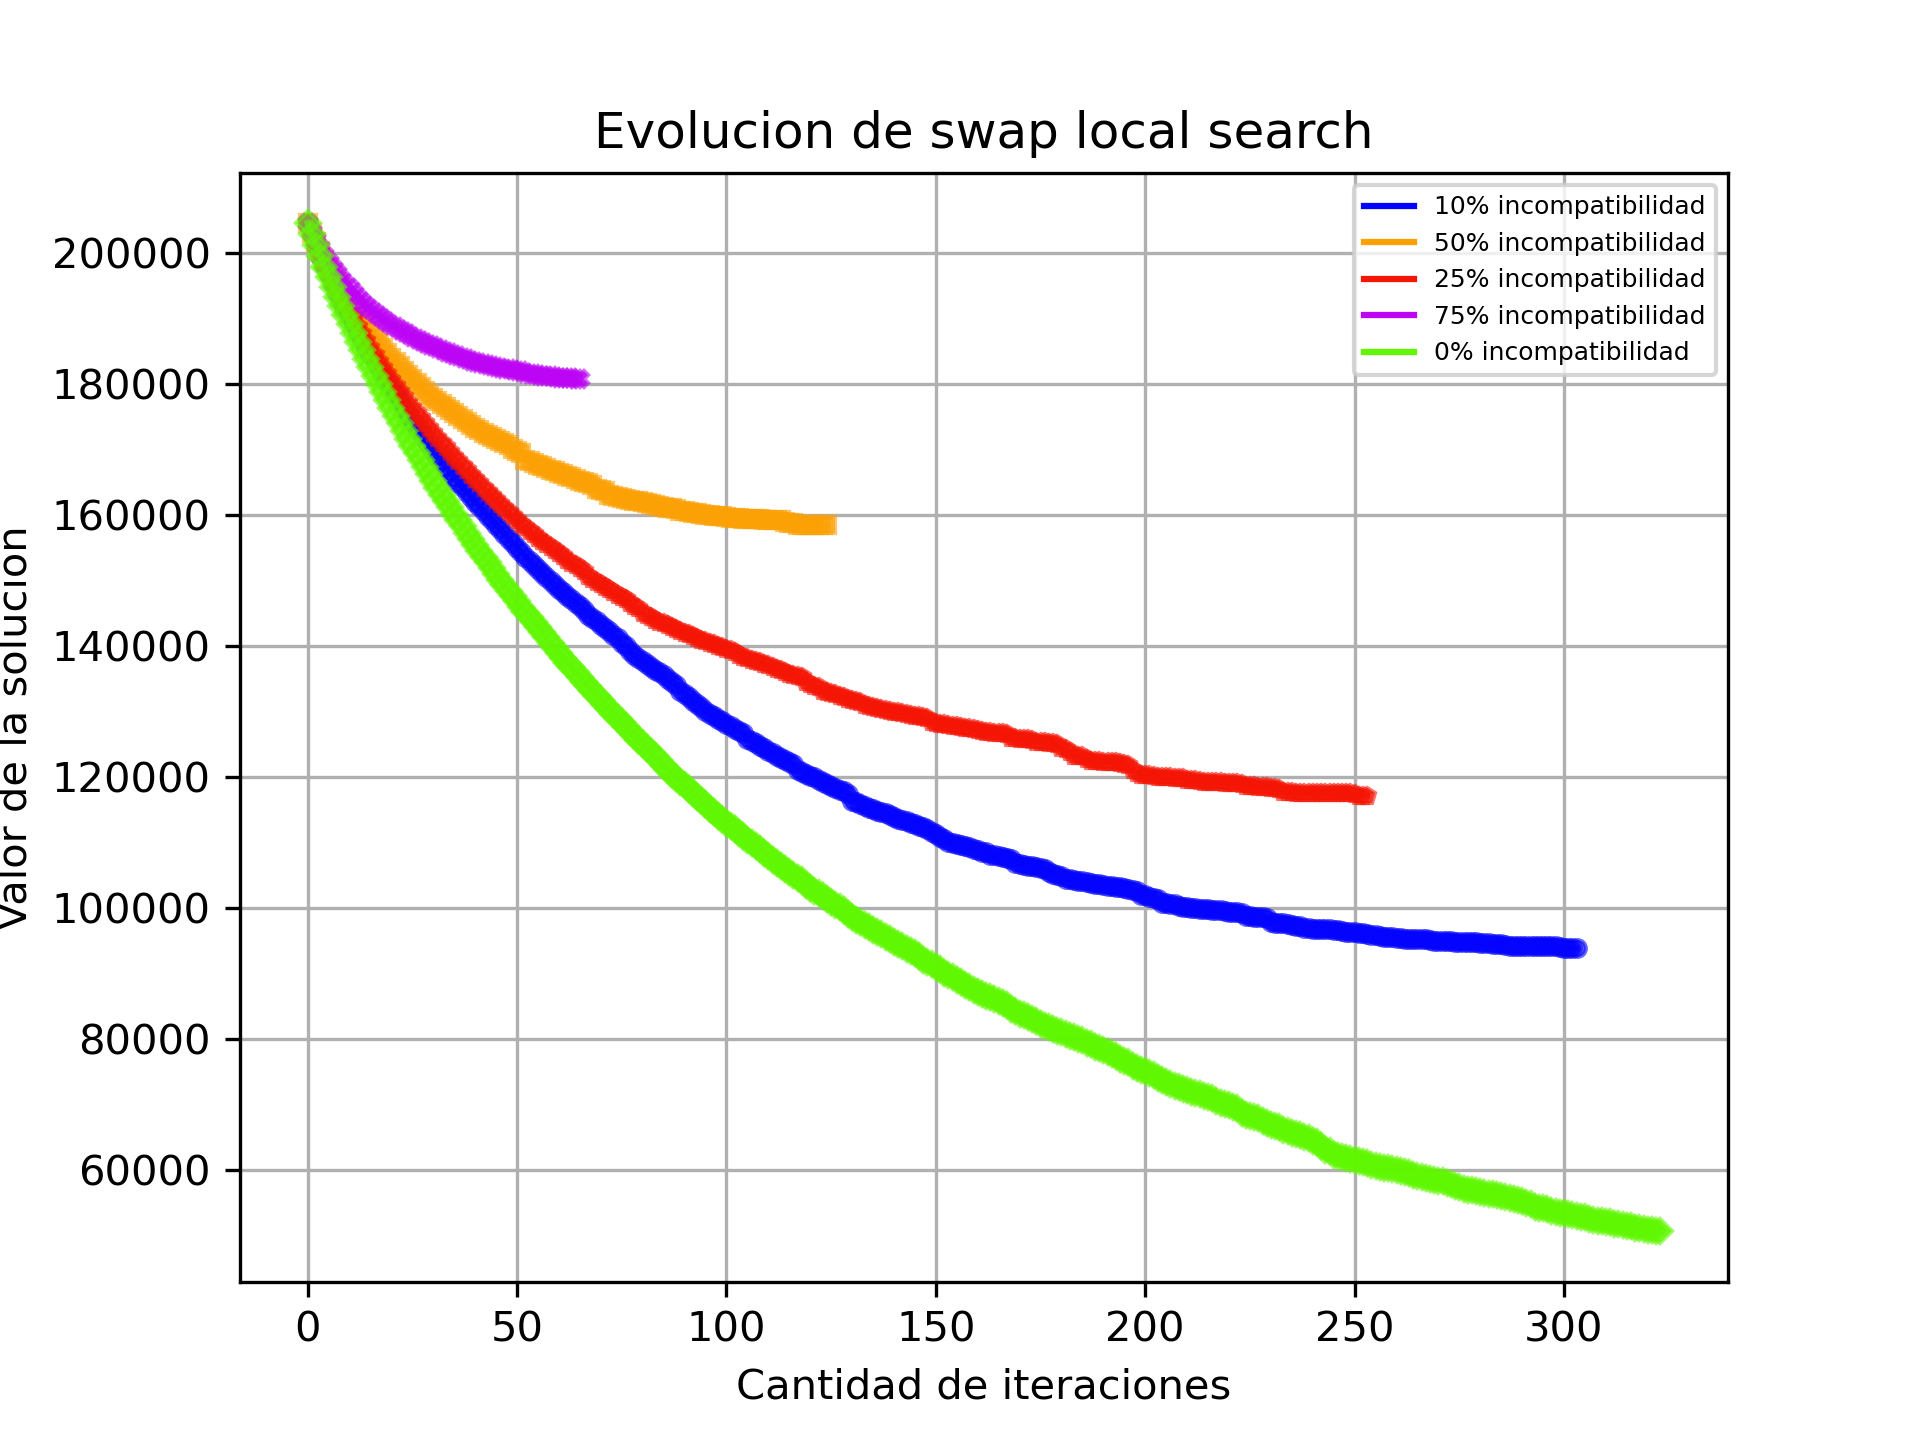 Evolucion de swap local search
10% incompatibilidad
50% incompatibilidad
25% incompatibilidad
75% incompatibilidad
0% incompatibilidad
200000
180000
160000
140000
120000
100000
80000
60000
Valor de la solucion
0 50 100 150 200 250 300
Cantidad de iteraciones